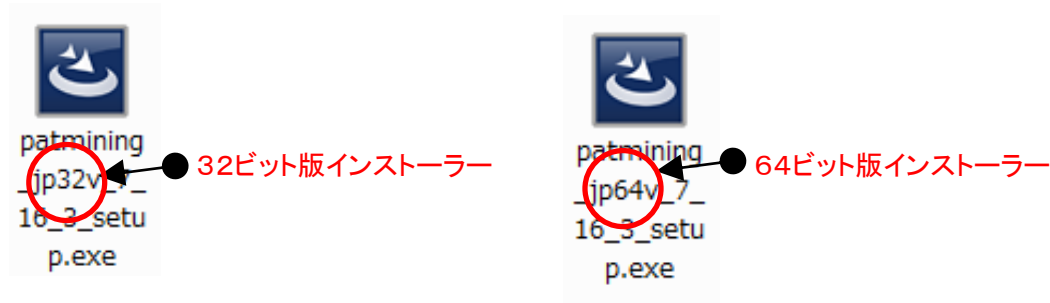 patmining
_jp32v_7_
16_3_setu
p.exe
32ビット版インストーラー
patmining
_jp64v_7_
16_3_setu
p.exe
64ビット版インストーラー